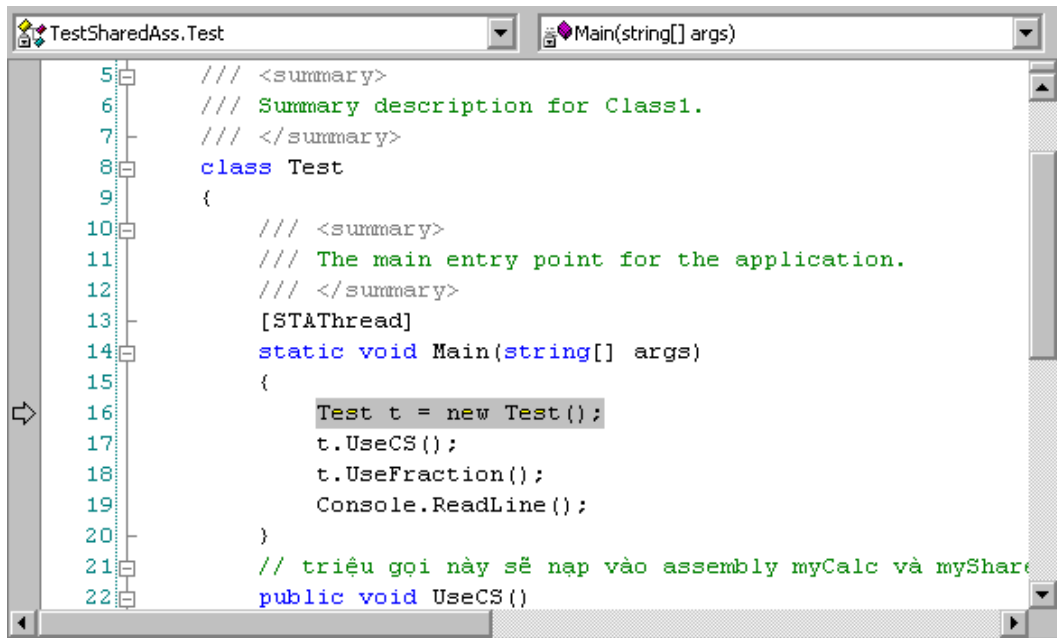 TestSharedAss.Test Main(string[] args)
5 /// <summary>
6 /// Summary description for Class1.
7 /// </summary>
8 class Test
9 {
10 /// <summary>
11 /// The main entry point for the application.
12 /// </summary>
13 [STAThread]
14 static void Main(string[] args)
15 {
16 Test t = new Test();
17 t.UseCS();
18 t.UseFraction();
19 Console.ReadLine();
20 }
21 // triệu gọi này sẽ nạp vào assembly myCalc và myShare
22 public void UseCS()